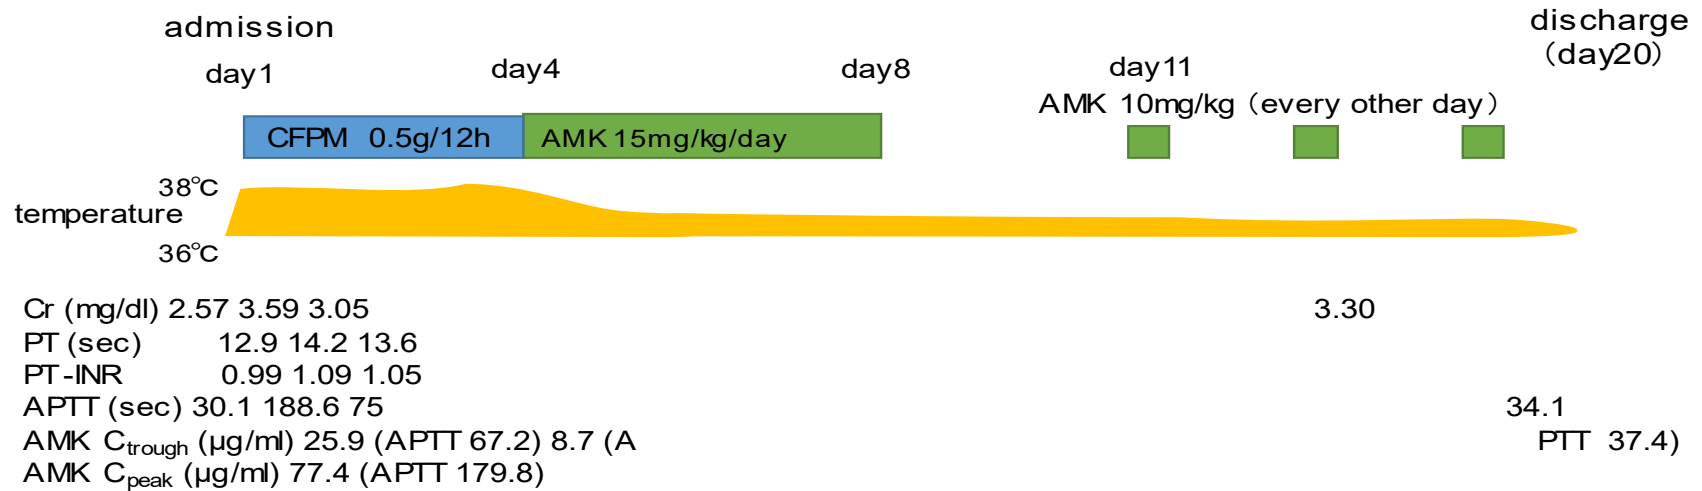 admission
discharge
（day20）
day1
day4
day8
day11
AMK 10mg/kg（every other day）
CFPM 0.5g/12h
AMK 15mg/kg/day
38℃
temperature
36℃
Cr (mg/dl) 2.57 3.59 3.05 3.30
PT (sec) 12.9 14.2 13.6
PT-INR 0.99 1.09 1.05
APTT (sec) 30.1 188.6 75 34.1
AMK Ctrough (μg/ml) 25.9 (APTT 67.2) 8.7 (A PTT 37.4)
AMK Cpeak (μg/ml) 77.4 (APTT 179.8)